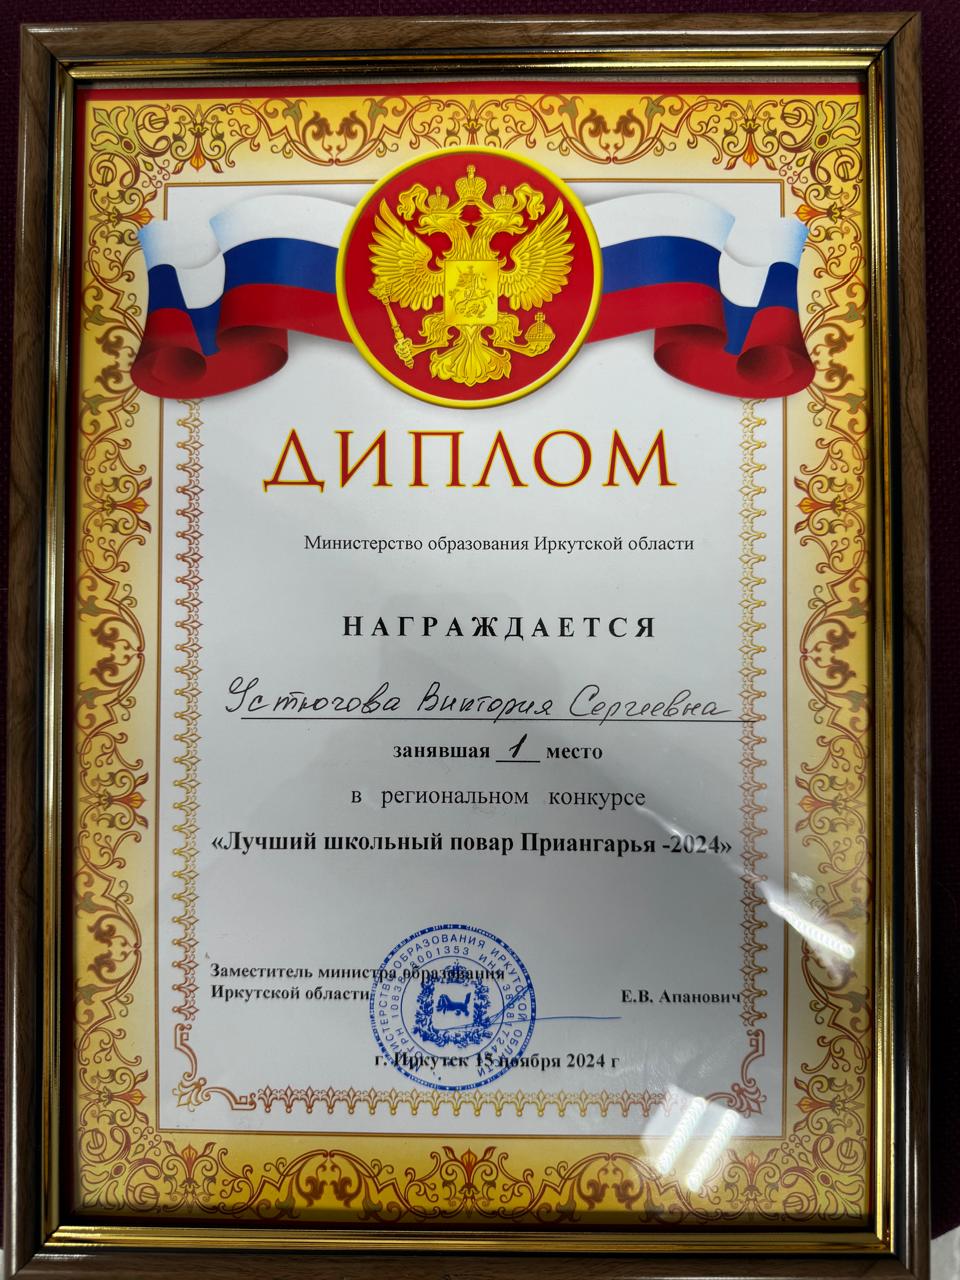 ДИПЛОМ
Министерство образования Иркутской области
НАГРАЖДАЕТСЯ
Устюгова Виктория Сергеевна
занявшая 1 место
в региональном конкурсе
«Лучший школьный повар Приангарья -2024»
Заместитель министра образования
Иркутской области
Е.В. Апанович
г. Иркутск 15 ноября 2024 г